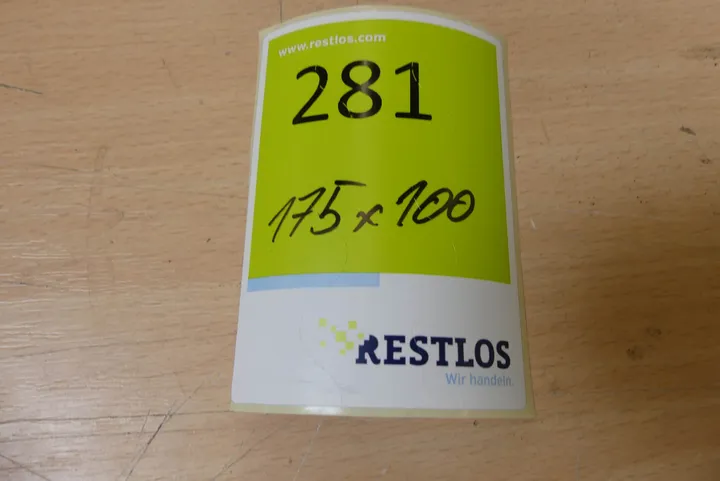 www.restlos.com
281
175 x 100
RESTLOS
Wir handeln.